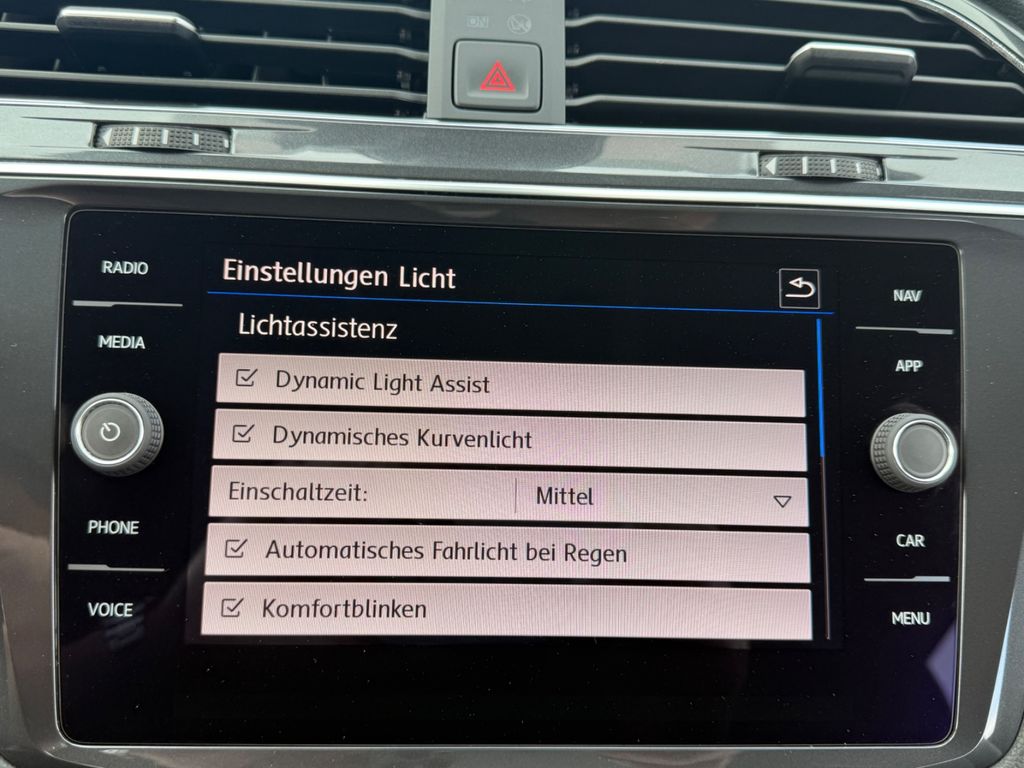 RADIO
MEDIA
PHONE
VOICE
Einstellungen Licht
Lichtassistenz
Dynamic Light Assist
Dynamisches Kurvenlicht
Einschaltzeit: Mittel
Automatisches Fahrlicht bei Regen
Komfortblinken
NAV
APP
CAR
MENU